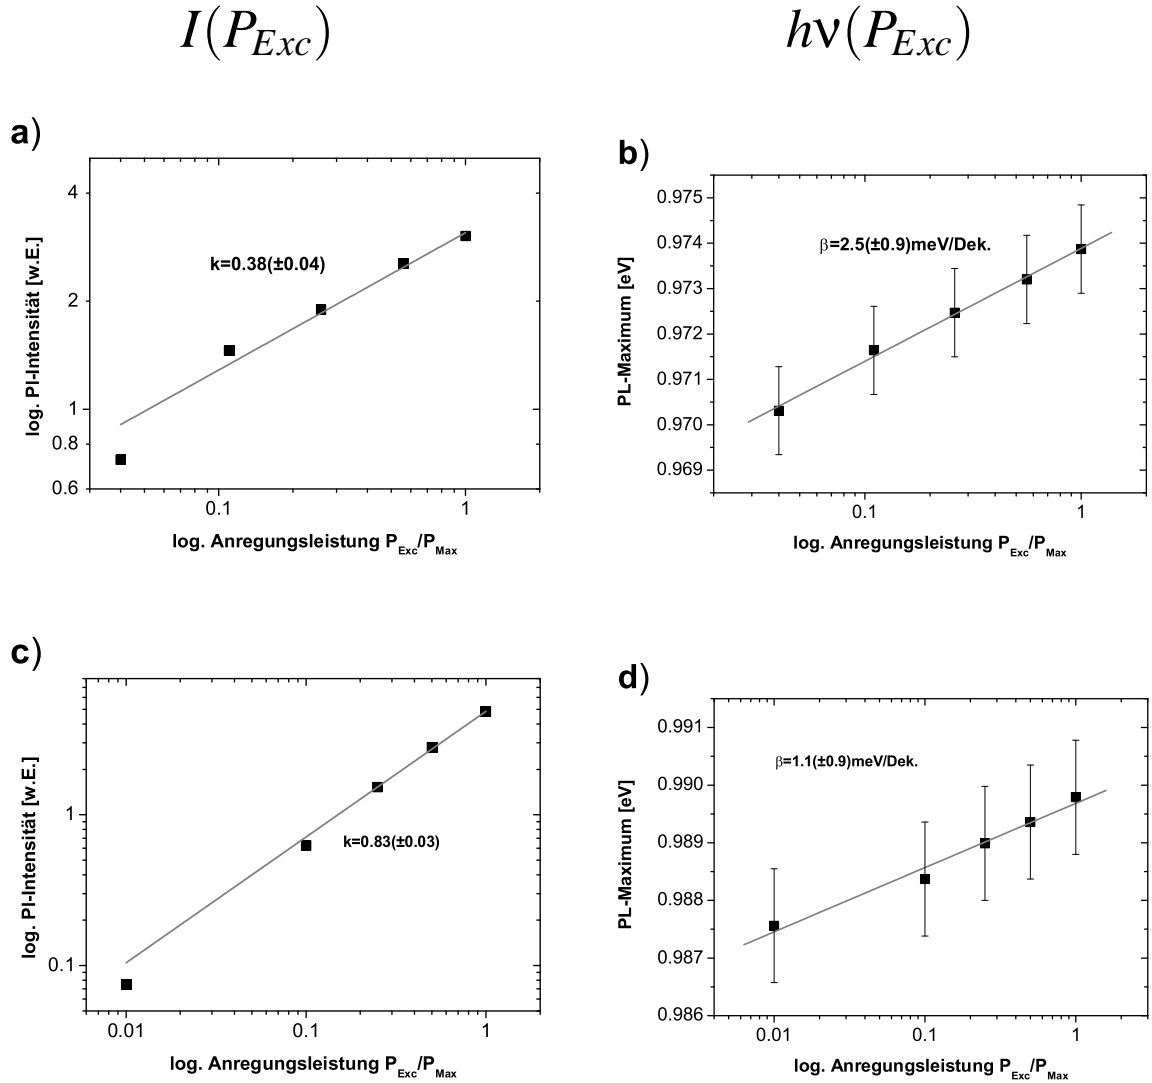 I(P_Exc)
hν(P_Exc)
a)
4
2
1
0.8
0.6
0.1
1
log. PI-Intensität [w.E.]
k=0.38(±0.04)
log. Anregungsleistung P_Exc/P_Max
b)
0.975
0.974
0.973
0.972
0.971
0.970
0.969
0.1
1
PL-Maximum [eV]
β=2.5(±0.9)meV/Dek.
log. Anregungsleistung P_Exc/P_Max
c)
1
0.1
0.01
0.1
1
log. PI-Intensität [w.E.]
k=0.83(±0.03)
log. Anregungsleistung P_Exc/P_Max
d)
0.991
0.990
0.989
0.988
0.987
0.986
0.01
0.1
1
PL-Maximum [eV]
β=1.1(±0.9)meV/Dek.
log. Anregungsleistung P_Exc/P_Max